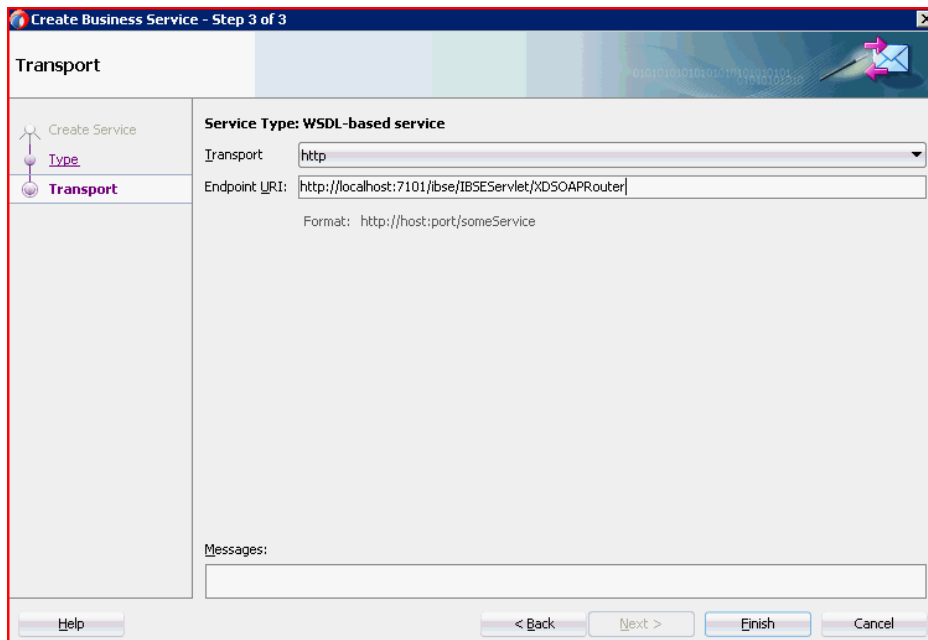 Create Business Service - Step 3 of 3
Transport
Create Service
Type
Transport
Service Type: WSDL-based service
Transport http
Endpoint URI: http://localhost:7101/ibse/IBSEServlet/XDSOAPRouter
Format: http://host:port/someService
Messages:
Help < Back Next > Finish Cancel